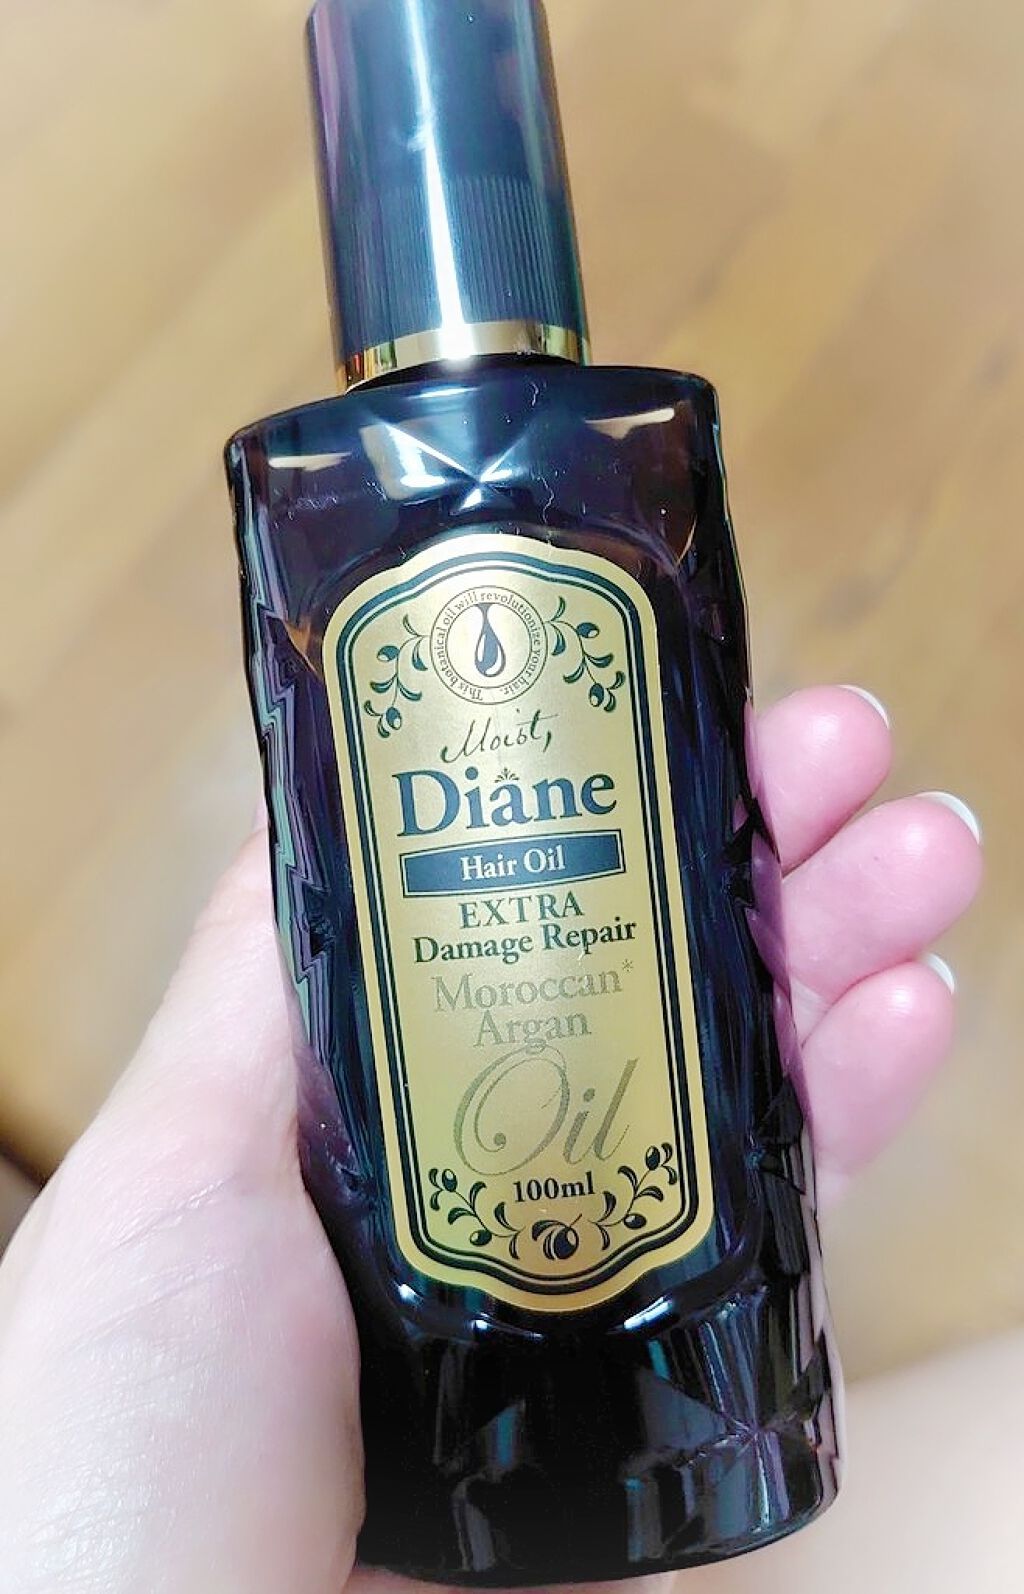 This botanical oil will revolutionize your hair.
Moist,
Diane
Hair Oil
EXTRA
Damage Repair
Moroccan*
Argan
Oil
100ml